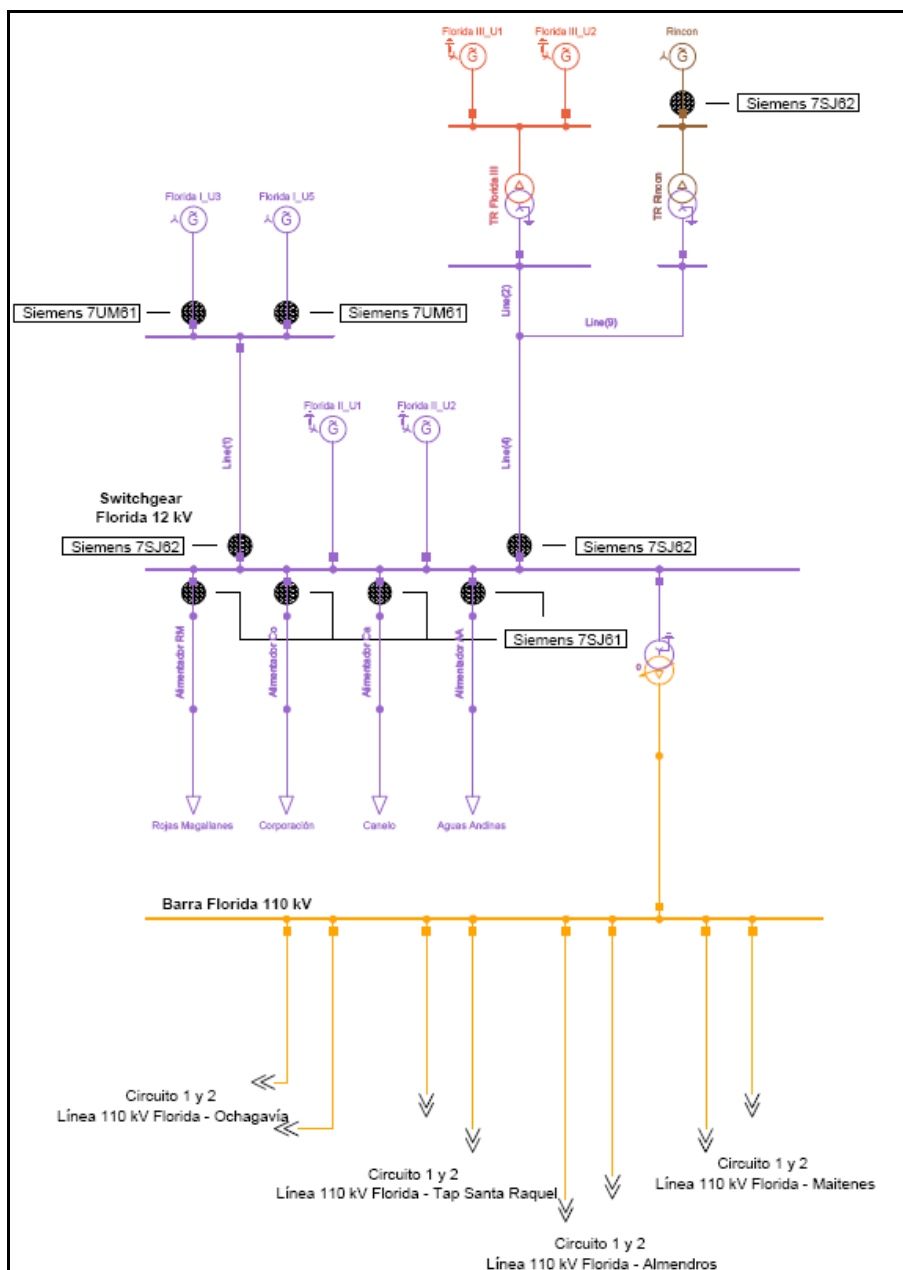 Florida III_U1
Florida III_U2
Rincon
G
G
G
Siemens 7SJ62
TR Florida III
TR Rincon
Florida I_U3
Florida I_U5
G
G
Siemens 7UM61
Siemens 7UM61
Line(2)
Line(9)
Florida II_U1
Florida II_U2
G
G
Line(1)
Line(4)
Switchgear
Florida 12 kV
Siemens 7SJ62
Siemens 7SJ62
Siemens 7SJ61
Alimentador RM
Alimentador Co
Alimentador Ca
Alimentador AA
0
Rojas Magallanes
Corporación
Canelo
Aguas Andinas
Barra Florida 110 kV
Circuito 1 y 2
Línea 110 kV Florida - Ochagavía
Circuito 1 y 2
Línea 110 kV Florida - Tap Santa Raquel
Circuito 1 y 2
Línea 110 kV Florida - Maitenes
Circuito 1 y 2
Línea 110 kV Florida - Almendros